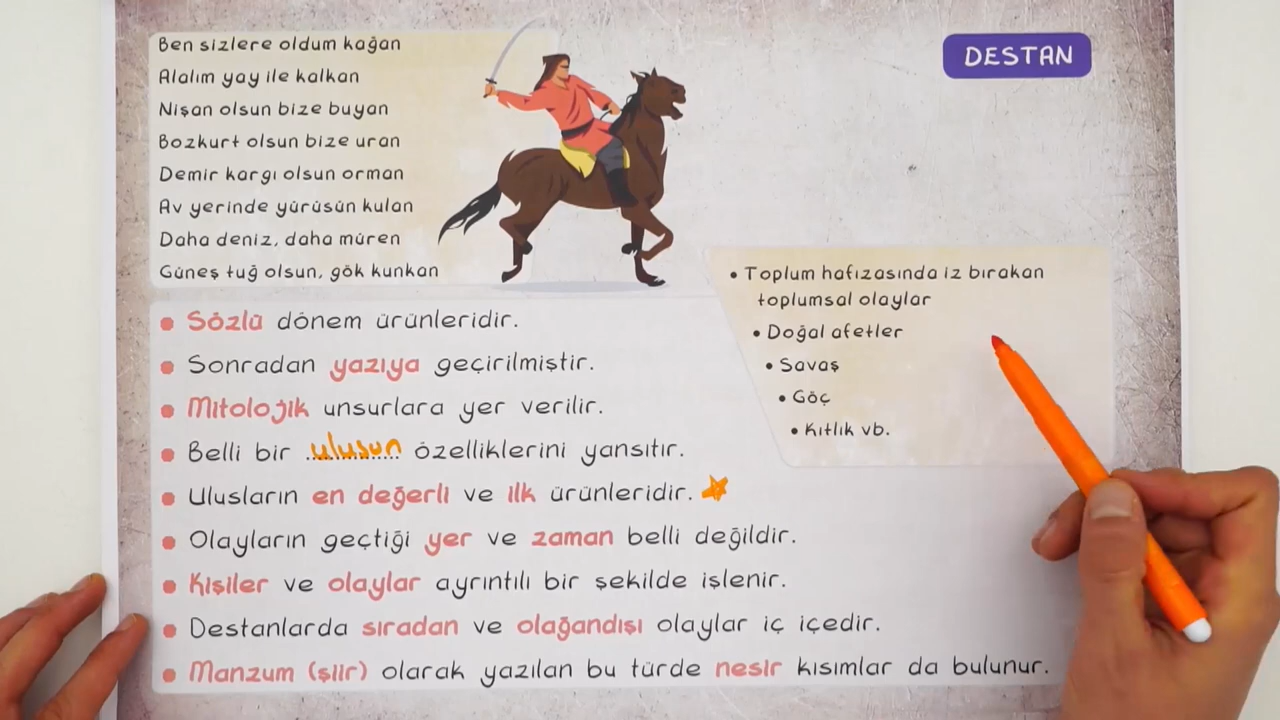 DESTAN
Ben sizlere oldum kağan
Alalım yay ile kalkan
Nişan olsun bize buyan
Bozkurt olsun bize uran
Demir kargı olsun orman
Av yerinde yürüsün kulan
Daha deniz, daha müren
Güneş tuğ olsun, gök kunkan
• Toplum hafızasında iz bırakan
toplumsal olaylar
• Doğal afetler
• Savaş
• Göç
• Kıtlık vb.
• Sözlü dönem ürünleridir.
• Sonradan yazıya geçirilmiştir.
• Mitolojik unsurlara yer verilir.
• Belli bir ulusun özelliklerini yansıtır.
• Ulusların en değerli ve ilk ürünleridir.
• Olayların geçtiği yer ve zaman belli değildir.
• Kişiler ve olaylar ayrıntılı bir şekilde işlenir.
• Destanlarda sıradan ve olağandışı olaylar iç içedir.
• Manzum (şiir) olarak yazılan bu türde nesir kısımlar da bulunur.